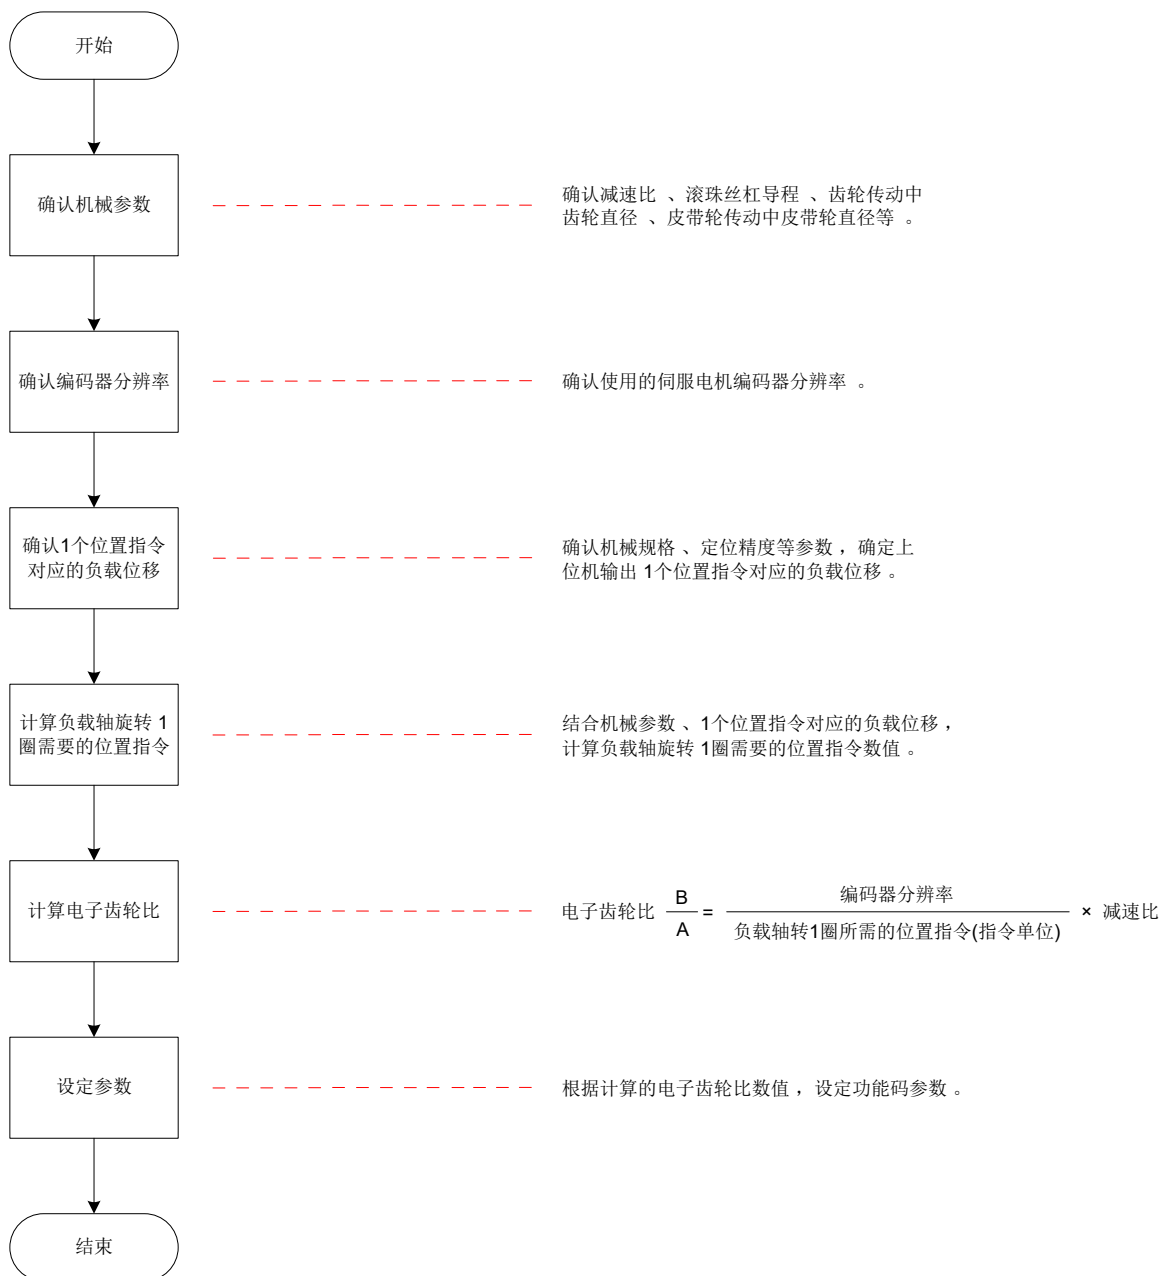 开始
确认机械参数
确认减速比 、滚珠丝杠导程 、齿轮传动中
齿轮直径 、皮带轮传动中皮带轮直径等 。
确认编码器分辨率
确认使用的伺服电机编码器分辨率 。
确认1个位置指令
对应的负载位移
确认机械规格 、定位精度等参数 ，确定上
位机输出 1个位置指令对应的负载位移 。
计算负载轴旋转 1
圈需要的位置指令
结合机械参数 、1个位置指令对应的负载位移 ，
计算负载轴旋转 1圈需要的位置指令数值 。
计算电子齿轮比
电子齿轮比 B/A = 编码器分辨率/负载轴转1圈所需的位置指令(指令单位) × 减速比
设定参数
根据计算的电子齿轮比数值 ，设定功能码参数 。
结束